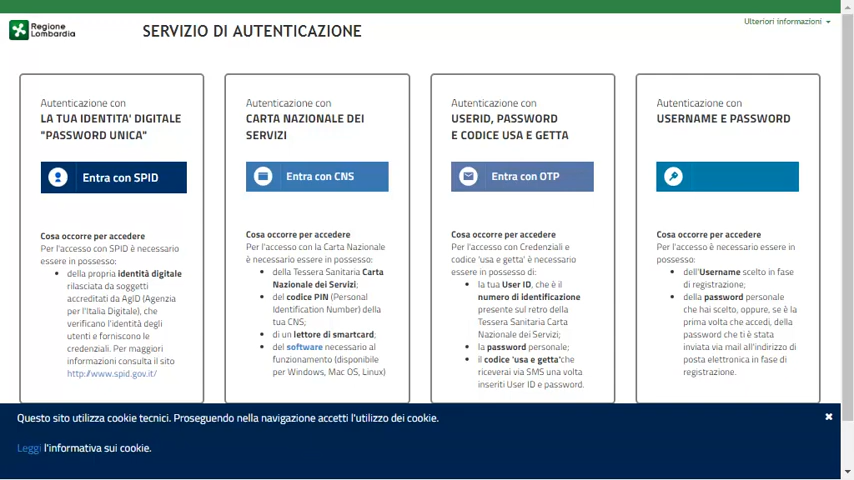 Regione
Lombardia
SERVIZIO DI AUTENTICAZIONE
Ulteriori informazioni
Autenticazione con
LA TUA IDENTITA' DIGITALE
"PASSWORD UNICA"
Entra con SPID
Cosa occorre per accedere
Per l'accesso con SPID è necessario
essere in possesso:
della propria identità digitale
rilasciata da soggetti
accreditati da AgID (Agenzia
per l'Italia Digitale), che
verificano l'identità degli
utenti e forniscono le
credenziali. Per maggiori
informazioni consulta il sito
http://www.spid.gov.it/
Autenticazione con
CARTA NAZIONALE DEI
SERVIZI
Entra con CNS
Cosa occorre per accedere
Per l'accesso con la Carta Nazionale
è necessario essere in possesso:
della Tessera Sanitaria Carta
Nazionale dei Servizi;
del codice PIN (Personal
Identification Number) della
tua CNS;
di un lettore di smartcard;
del software necessario al
funzionamento (disponibile
per Windows, Mac OS, Linux)
Autenticazione con
USERID, PASSWORD
E CODICE USA E GETTA
Entra con OTP
Cosa occorre per accedere
Per l'accesso con Credenziali e
codice 'usa e getta' è necessario
essere in possesso di:
la tua User ID, che è il
numero di identificazione
presente sul retro della
Tessera Sanitaria Carta
Nazionale dei Servizi;
la password personale;
il codice 'usa e getta'che
riceverai via SMS una volta
inseriti User ID e password.
Autenticazione con
USERNAME E PASSWORD
Cosa occorre per accedere
Per l'accesso è necessario essere in
possesso:
dell'Username scelto in fase
di registrazione;
della password personale
che hai scelto, oppure, se è la
prima volta che accedi, della
password che ti è stata
inviata via mail all'indirizzo di
posta elettronica in fase di
registrazione.
Questo sito utilizza cookie tecnici. Proseguendo nella navigazione accetti l'utilizzo dei cookie.
Leggi l'informativa sui cookie.